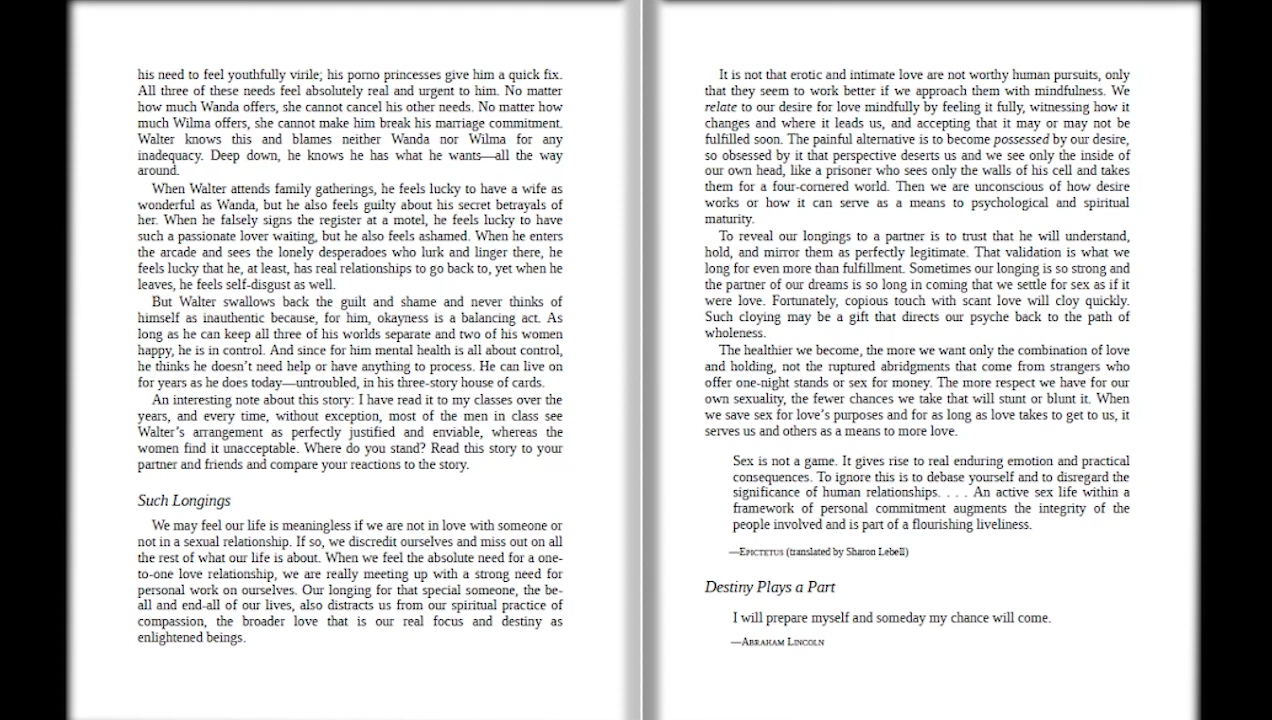 his need to feel youthfully virile; his porno princesses give him a quick fix.
All three of these needs feel absolutely real and urgent to him. No matter
how much Wanda offers, she cannot cancel his other needs. No matter how
much Wilma offers, she cannot make him break his marriage commitment.
Walter knows this and blames neither Wanda nor Wilma for any
inadequacy. Deep down, he knows he has what he wants—all the way
around.
When Walter attends family gatherings, he feels lucky to have a wife as
wonderful as Wanda, but he also feels guilty about his secret betrayals of
her. When he falsely signs the register at a motel, he feels lucky to have
such a passionate lover waiting, but he also feels ashamed. When he enters
the arcade and sees the lonely desperadoes who lurk and linger there, he
feels lucky that he, at least, has real relationships to go back to, yet when he
leaves, he feels self-disgust as well.
But Walter swallows back the guilt and shame and never thinks of
himself as inauthentic because, for him, okayness is a balancing act. As
long as he can keep all three of his worlds separate and two of his women
happy, he is in control. And since for him mental health is all about control,
he thinks he doesn’t need help or have anything to process. He can live on
for years as he does today—untroubled, in his three-story house of cards.
An interesting note about this story: I have read it to my classes over the
years, and every time, without exception, most of the men in class see
Walter’s arrangement as perfectly justified and enviable, whereas the
women find it unacceptable. Where do you stand? Read this story to your
partner and friends and compare your reactions to the story.
Such Longings
We may feel our life is meaningless if we are not in love with someone or
not in a sexual relationship. If so, we discredit ourselves and miss out on all
the rest of what our life is about. When we feel the absolute need for a one-
to-one love relationship, we are really meeting up with a strong need for
personal work on ourselves. Our longing for that special someone, the be-
all and end-all of our lives, also distracts us from our spiritual practice of
compassion, the broader love that is our real focus and destiny as
enlightened beings.
It is not that erotic and intimate love are not worthy human pursuits, only
that they seem to work better if we approach them with mindfulness. We
relate to our desire for love mindfully by feeling it fully, witnessing how it
changes and where it leads us, and accepting that it may or may not be
fulfilled soon. The painful alternative is to become possessed by our desire,
so obsessed by it that perspective deserts us and we see only the inside of
our own head, like a prisoner who sees only the walls of his cell and takes
them for a four-cornered world. Then we are unconscious of how desire
works or how it can serve as a means to psychological and spiritual
maturity.
To reveal our longings to a partner is to trust that he will understand,
hold, and mirror them as perfectly legitimate. That validation is what we
long for even more than fulfillment. Sometimes our longing is so strong and
the partner of our dreams is so long in coming that we settle for sex as if it
were love. Fortunately, copious touch with scant love will cloy quickly.
Such cloying may be a gift that directs our psyche back to the path of
wholeness.
The healthier we become, the more we want only the combination of love
and holding, not the ruptured abridgments that come from strangers who
offer one-night stands or sex for money. The more respect we have for our
own sexuality, the fewer chances we take that will stunt or blunt it. When
we save sex for love’s purposes and for as long as love takes to get to us, it
serves us and others as a means to more love.
Sex is not a game. It gives rise to real enduring emotion and practical
consequences. To ignore this is to debase yourself and to disregard the
significance of human relationships. . . . An active sex life within a
framework of personal commitment augments the integrity of the
people involved and is part of a flourishing liveliness.
—EPICTETUS (translated by Sharon Lebell)
Destiny Plays a Part
I will prepare myself and someday my chance will come.
—ABRAHAM LINCOLN